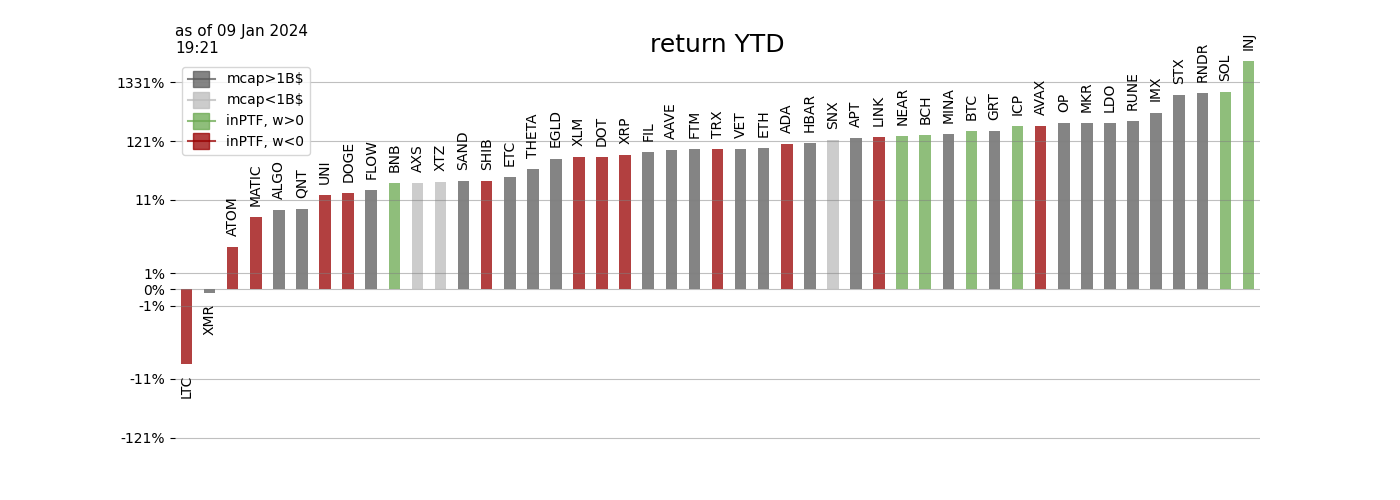 as of 09 Jan 2024
19:21
return YTD
mcap>1B$
mcap<1B$
inPTF, w>0
inPTF, w<0
1331%
121%
11%
1%
0%
-1%
-11%
-121%
LTC
XMR
ATOM
MATIC
ALGO
QNT
UNI
DOGE
FLOW
BNB
AXS
XTZ
SAND
SHIB
ETC
THETA
EGLD
XLM
DOT
XRP
FIL
AAVE
FTM
TRX
VET
ETH
ADA
HBAR
SNX
APT
LINK
NEAR
BCH
MINA
BTC
GRT
ICP
AVAX
OP
MKR
LDO
RUNE
IMX
STX
RNDR
SOL
INJ